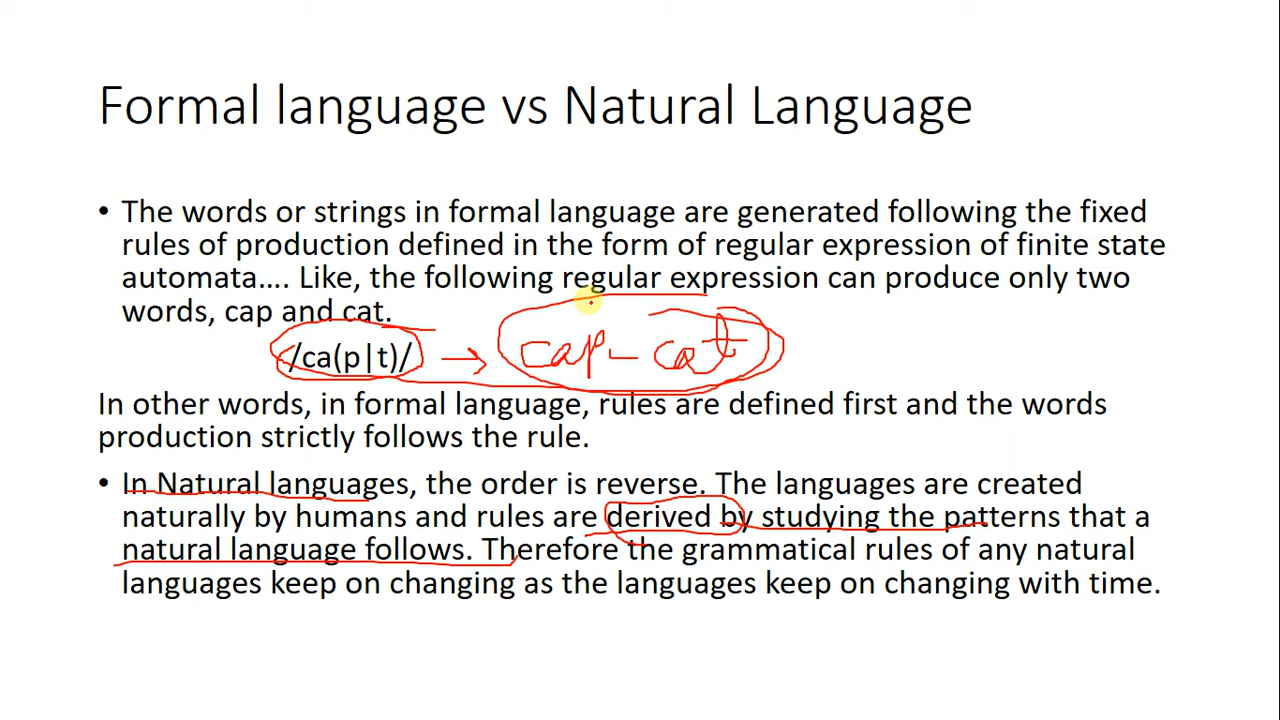 Formal language vs Natural Language
• The words or strings in formal language are generated following the fixed
rules of production defined in the form of regular expression of finite state
automata.... Like, the following regular expression can produce only two
words, cap and cat.
/ca(p|t)/ → cap - cat
In other words, in formal language, rules are defined first and the words
production strictly follows the rule.
• In Natural languages, the order is reverse. The languages are created
naturally by humans and rules are derived by studying the patterns that a
natural language follows. Therefore the grammatical rules of any natural
languages keep on changing as the languages keep on changing with time.